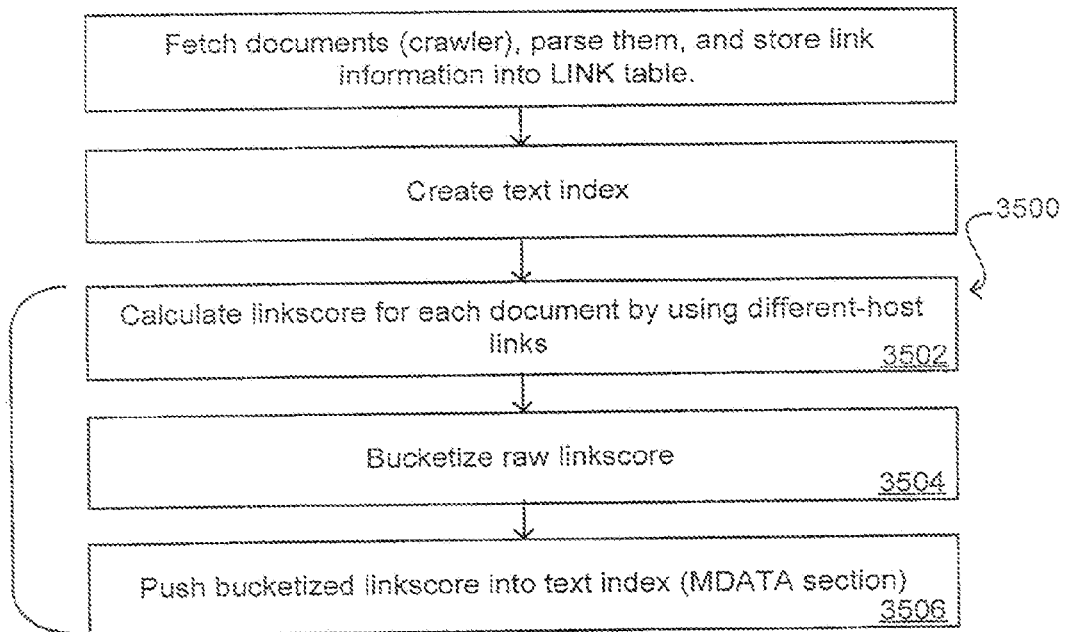 Fetch documents (crawler), parse them, and store link
information into LINK table.
Create text index
3500
Calculate linkscore for each document by using different-host
links
3502
Bucketize raw linkscore
3504
Push bucketized linkscore into text index (MDATA section)
3506